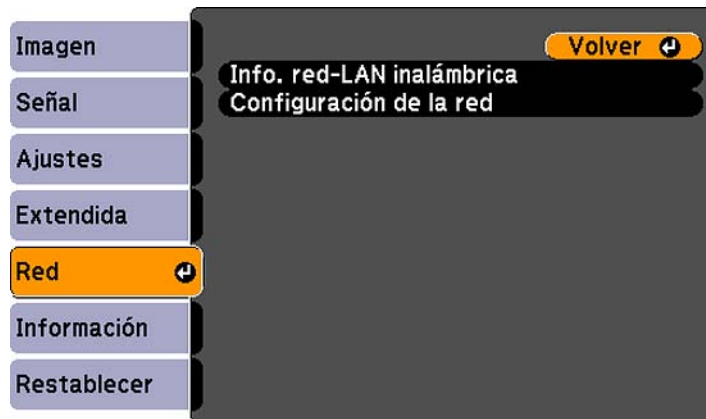 Imagen
Señal
Ajustes
Extendida
Red
Información
Restablecer
Volver
Info. red-LAN inalámbrica
Configuración de la red